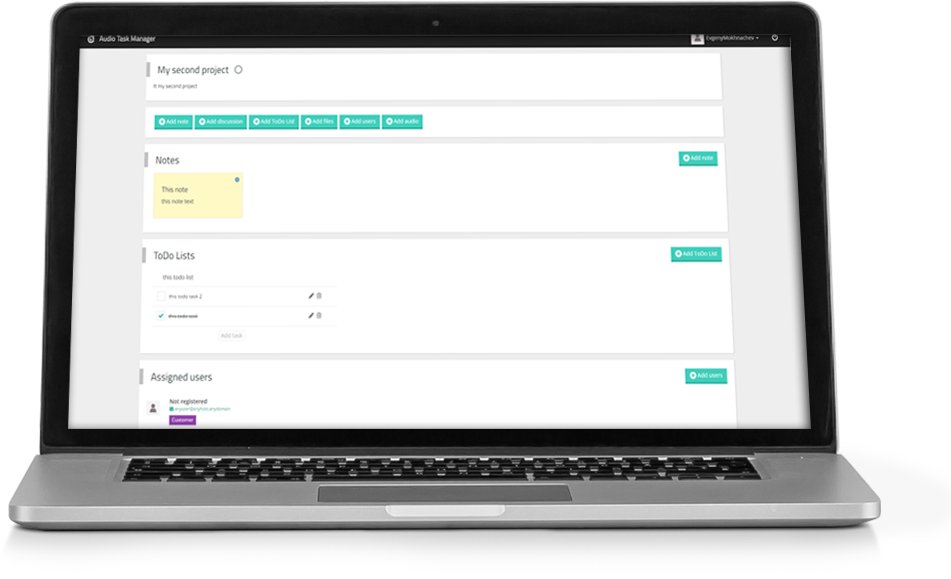 Audio Task Manager
EvgenyMokhnachev
My second project
It my second project
Add note
Add discussion
Add ToDo List
Add files
Add users
Add audio
Notes
Add note
This note
this note text
ToDo Lists
Add ToDo List
this todo list
this todo task 2
this todo task
Add task
Assigned users
Add users
Not registered
Customer